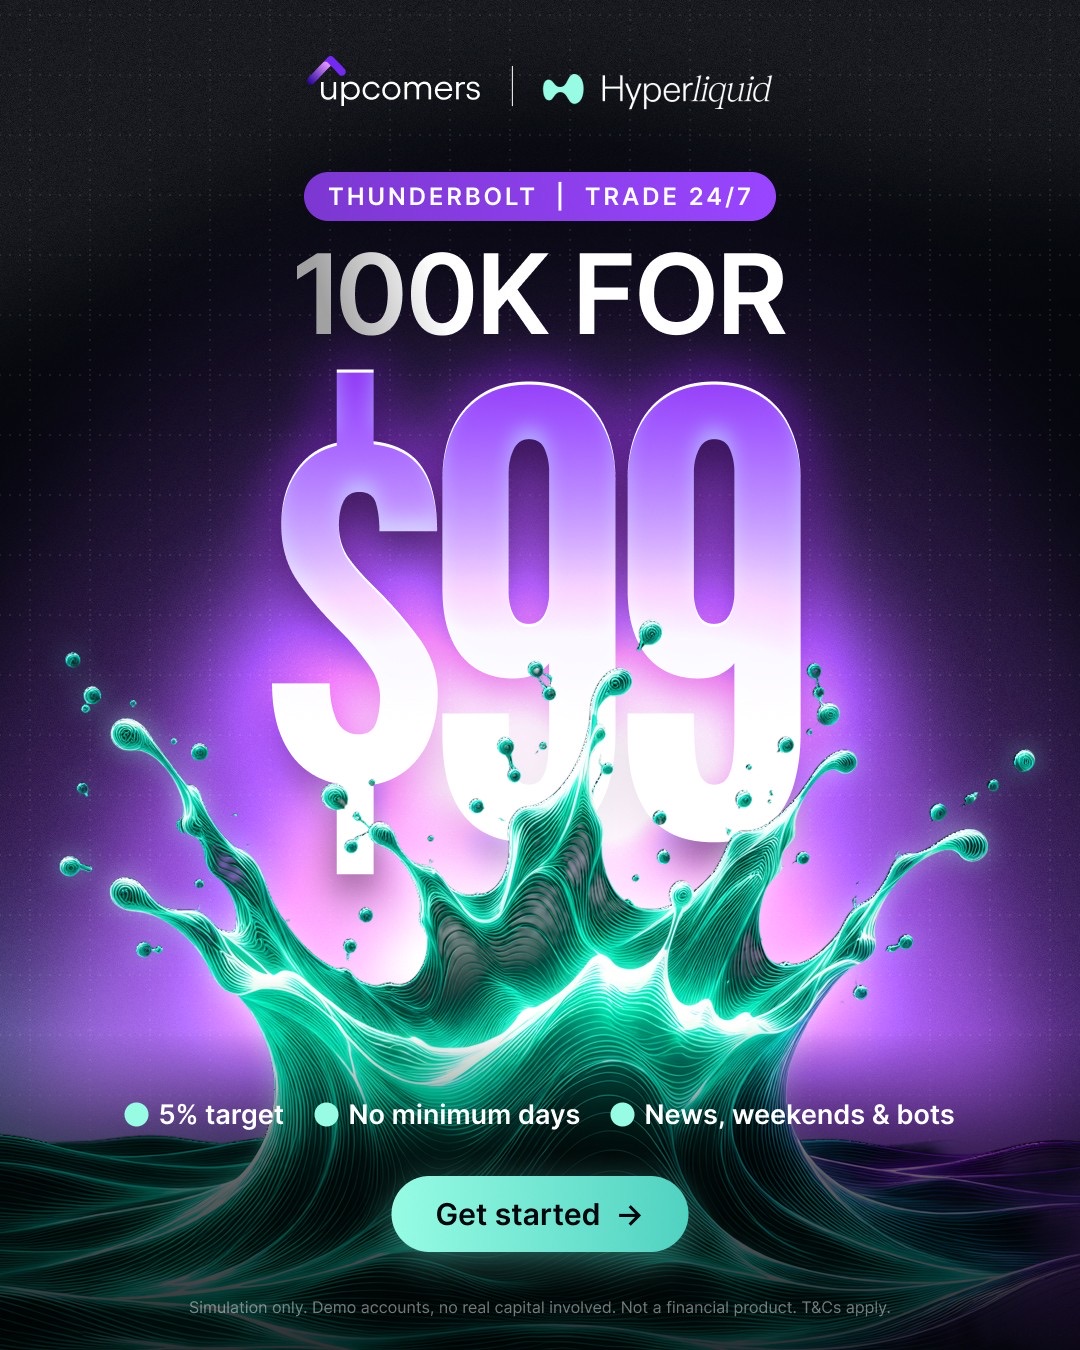 upcomers | Hyperliquid
THUNDERBOLT | TRADE 24/7
100K FOR
$99
5% target No minimum days News, weekends & bots
Get started →
Simulation only. Demo accounts, no real capital involved. Not a financial product. T&Cs apply.